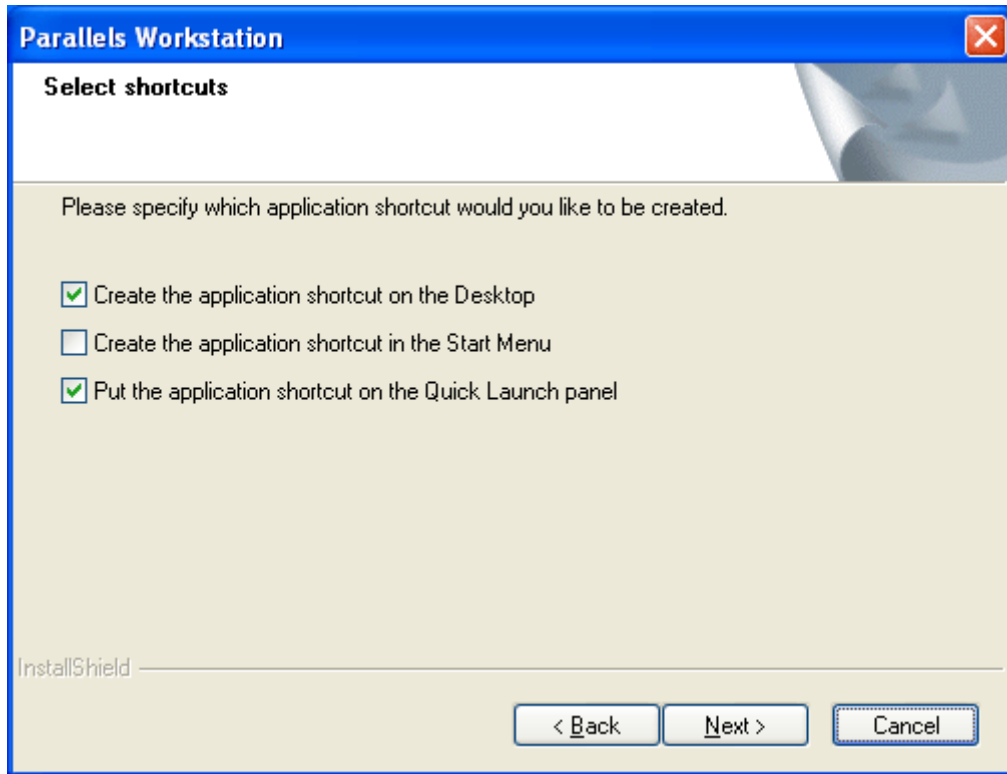 Parallels Workstation
Select shortcuts
Please specify which application shortcut would you like to be created.
Create the application shortcut on the Desktop
Create the application shortcut in the Start Menu
Put the application shortcut on the Quick Launch panel
InstallShield
< Back Next > Cancel